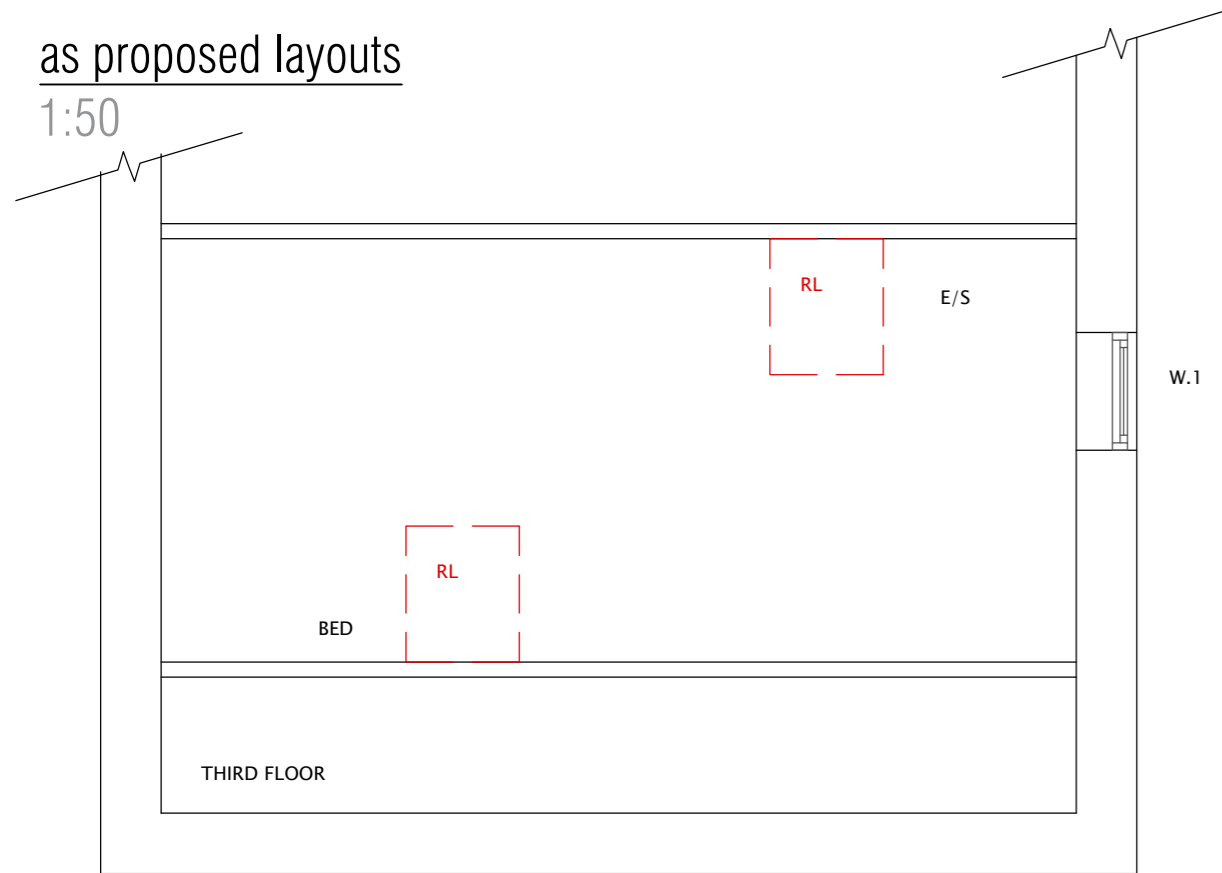 as proposed layouts
1:50
RL
E/S
W.1
RL
BED
THIRD FLOOR